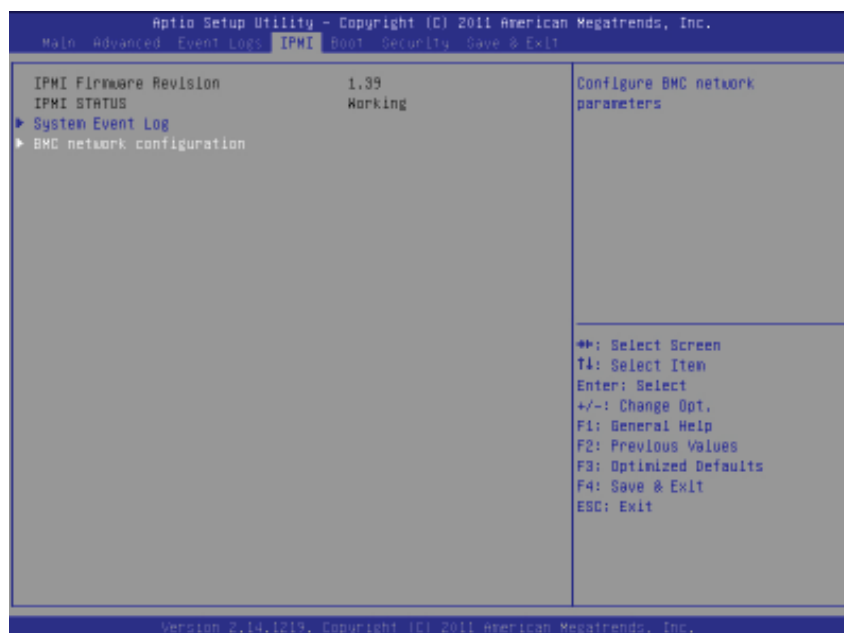 Aptio Setup Utility – Copyright (C) 2011 American Megatrends, Inc.
Main Advanced Event Logs IPMI Boot Security Save & Exit
IPMI Firmware Revision 1.39
IPMI STATUS Working
System Event Log
BMC network configuration
Configure BMC network
parameters
: Select Screen
↑↓: Select Item
Enter: Select
+/-: Change Opt.
F1: General Help
F2: Previous Values
F3: Optimized Defaults
F4: Save & Exit
ESC: Exit
Version 2.14.1219. Copyright (C) 2011 American Megatrends, Inc.